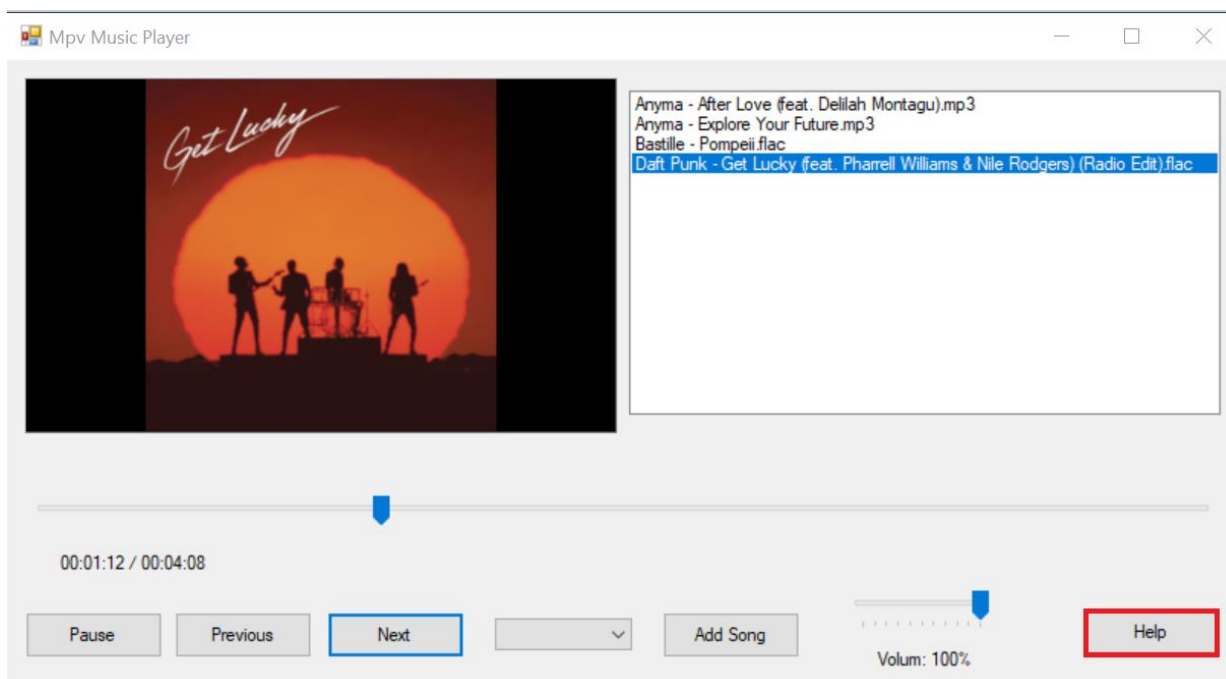 Mpv Music Player
Get Lucky
Anyma - After Love (feat. Delilah Montagu).mp3
Anyma - Explore Your Future.mp3
Bastille - Pompeii.flac
Daft Punk - Get Lucky (feat. Pharrell Williams & Nile Rodgers) (Radio Edit).flac
00:01:12 / 00:04:08
Pause
Previous
Next
Add Song
Volum: 100%
Help